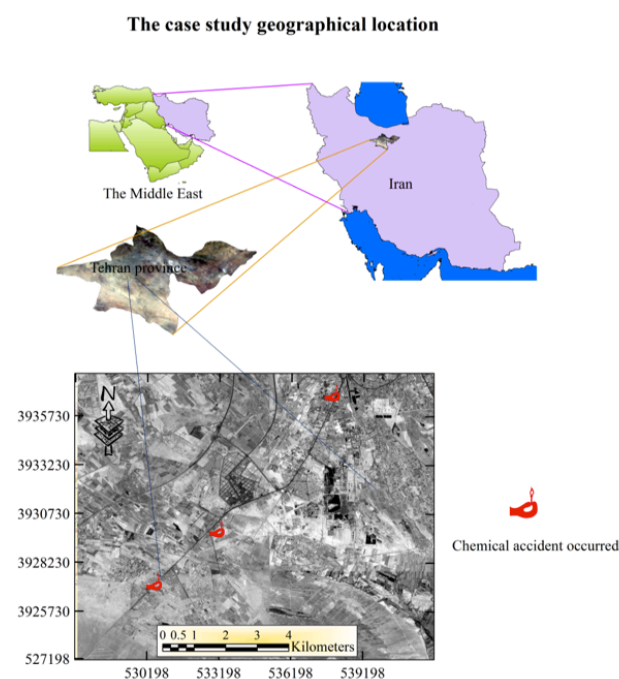 The case study geographical location
The Middle East
Iran
Tehran province
N
3935730
3933230
3930730
3928230
3925730
527198
530198 533198 536198 539198
0 0.5 1 2 3 4
Kilometers
Chemical accident occurred